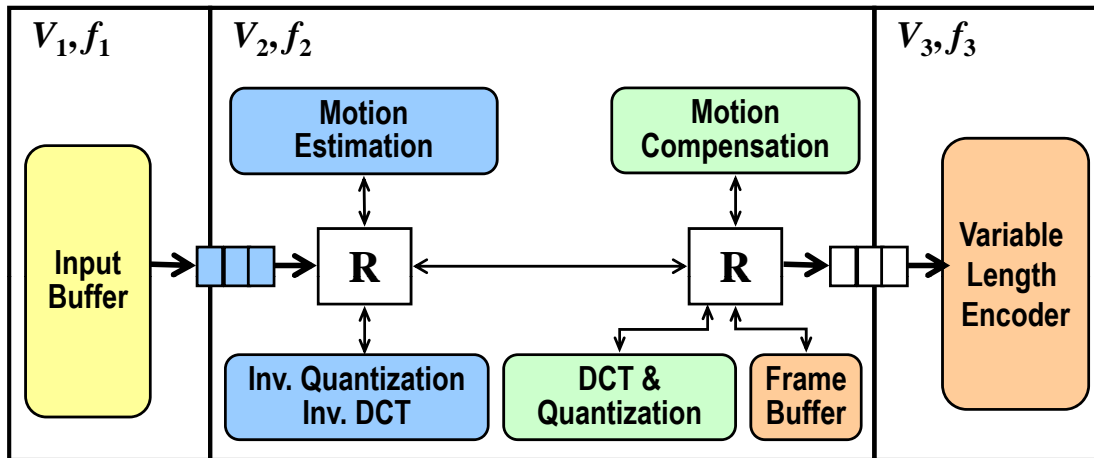 V1, f1
V2, f2
V3, f3
Motion
Estimation
Motion
Compensation
Input
Buffer
R
R
Variable
Length
Encoder
Inv. Quantization
Inv. DCT
DCT &
Quantization
Frame
Buffer